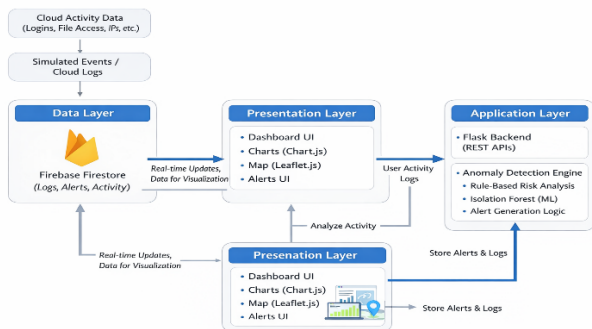 Cloud Activity Data
(Logins, File Access, IPs, etc.)
Simulated Events /
Cloud Logs
Data Layer
Firebase Firestore
(Logs, Alerts, Activity)
Real-time Updates,
Data for Visualization
Presentation Layer
• Dashboard UI
• Charts (Chart.js)
• Map (Leaflet.js)
• Alerts UI
User Activity
Logs
Application Layer
• Flask Backend
(REST APIs)
• Anomaly Detection Engine
• Rule-Based Risk Analysis
• Isolation Forest (ML)
• Alert Generation Logic
Analyze Activity
Real-time Updates,
Data for Visualization
Presenation Layer
• Dashboard UI
• Charts (Chart.js)
• Map (Leaflet.js)
• Alerts UI
Store Alerts & Logs
Store Alerts & Logs